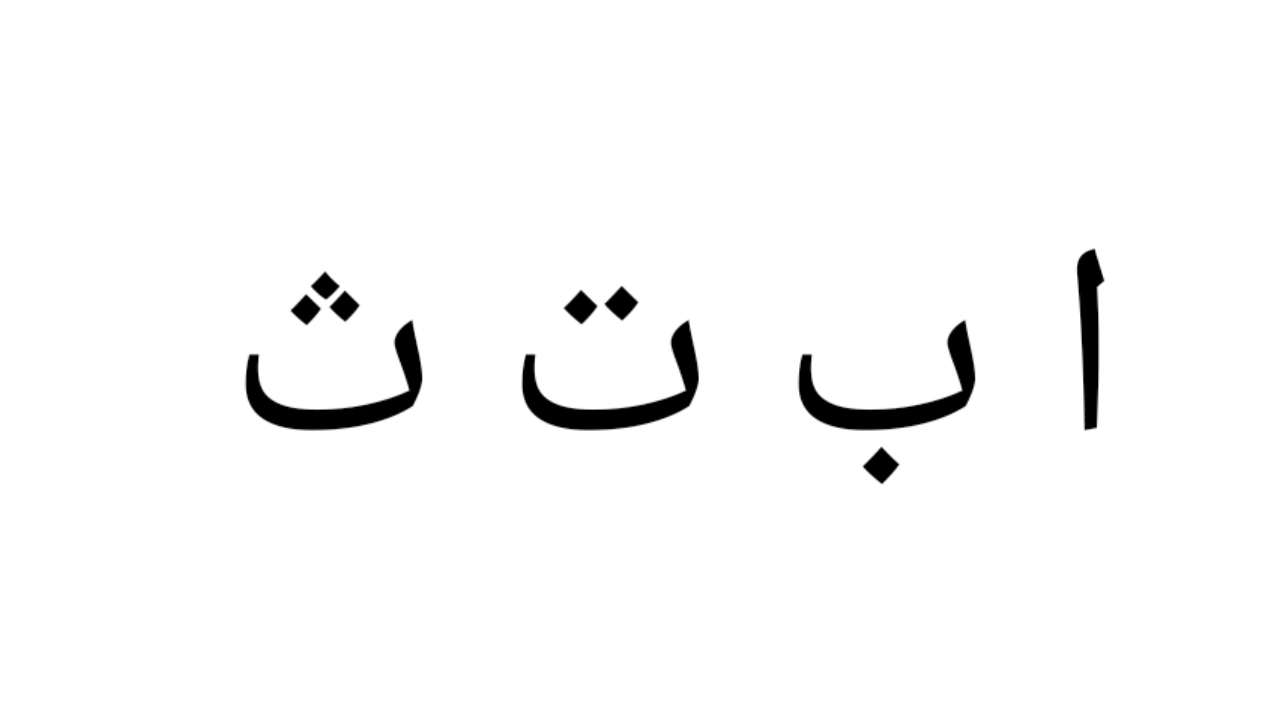 ا ب ت ث